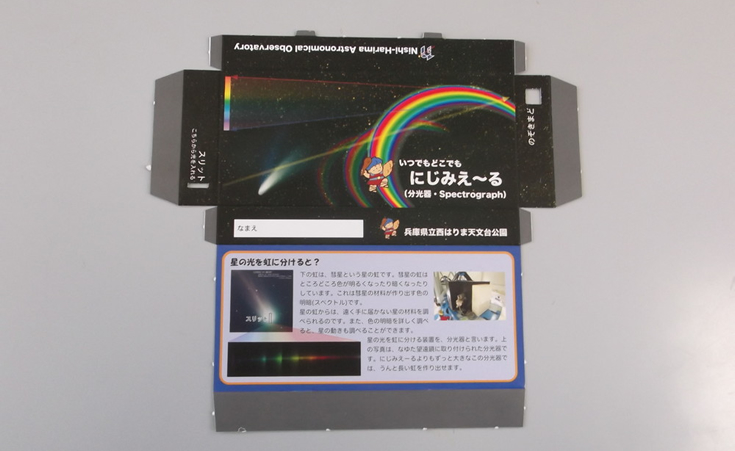 Nishi-Harima Astronomical Observatory
のぞきまど
スリット
こちらから光を入れる
いつでもどこでも
にじみえ～る
(分光器・Spectrograph)
なまえ
兵庫県立西はりま天文台公園
星の光を虹に分けると？
下の虹は、彗星という星の虹です。彗星の虹は
ところどころ色が明るくなったり暗くなったり
しています。これは彗星の材料が作り出す色の
明暗(スペクトル)です。
星の虹からは、遠く手に届かない星の材料を調
べられるのです。また、色の明暗を詳しく調べ
ると、星の動きも調べることができます。
スリット
星の光を虹に分ける装置を、分光器と言います。上
の写真は、なゆた望遠鏡に取り付けられた分光器で
す。にじみえーるよりもずっと大きなこの分光器で
は、うんと長い虹を作り出せます。